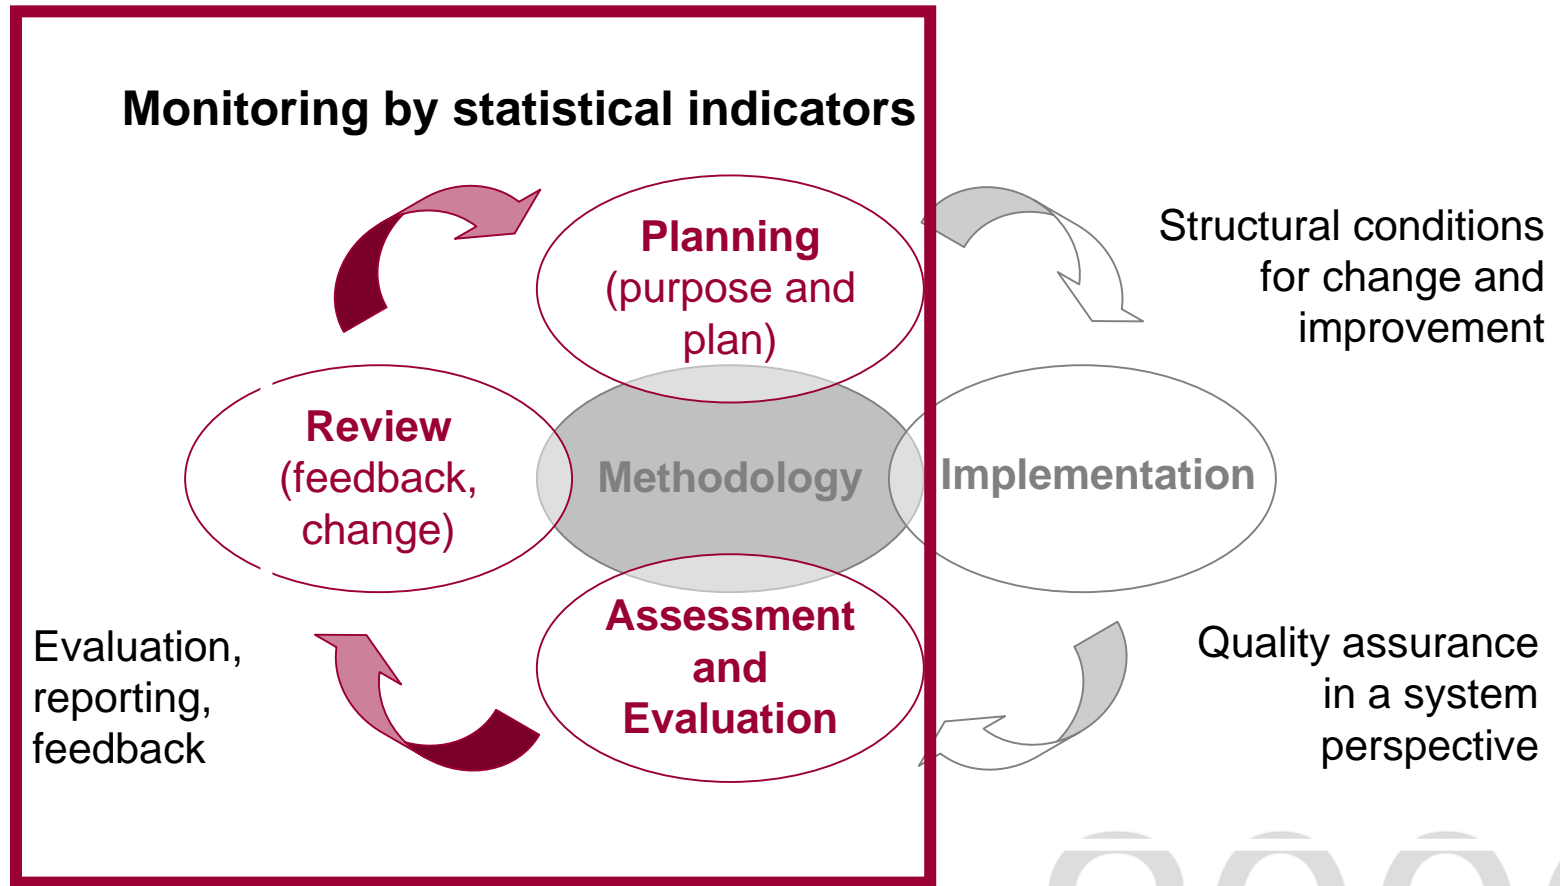 Monitoring by statistical indicators
Planning
(purpose and
plan)
Structural conditions
for change and
improvement
Review
(feedback,
change)
Methodology
Implementation
Assessment
and
Evaluation
Evaluation,
reporting,
feedback
Quality assurance
in a system
perspective